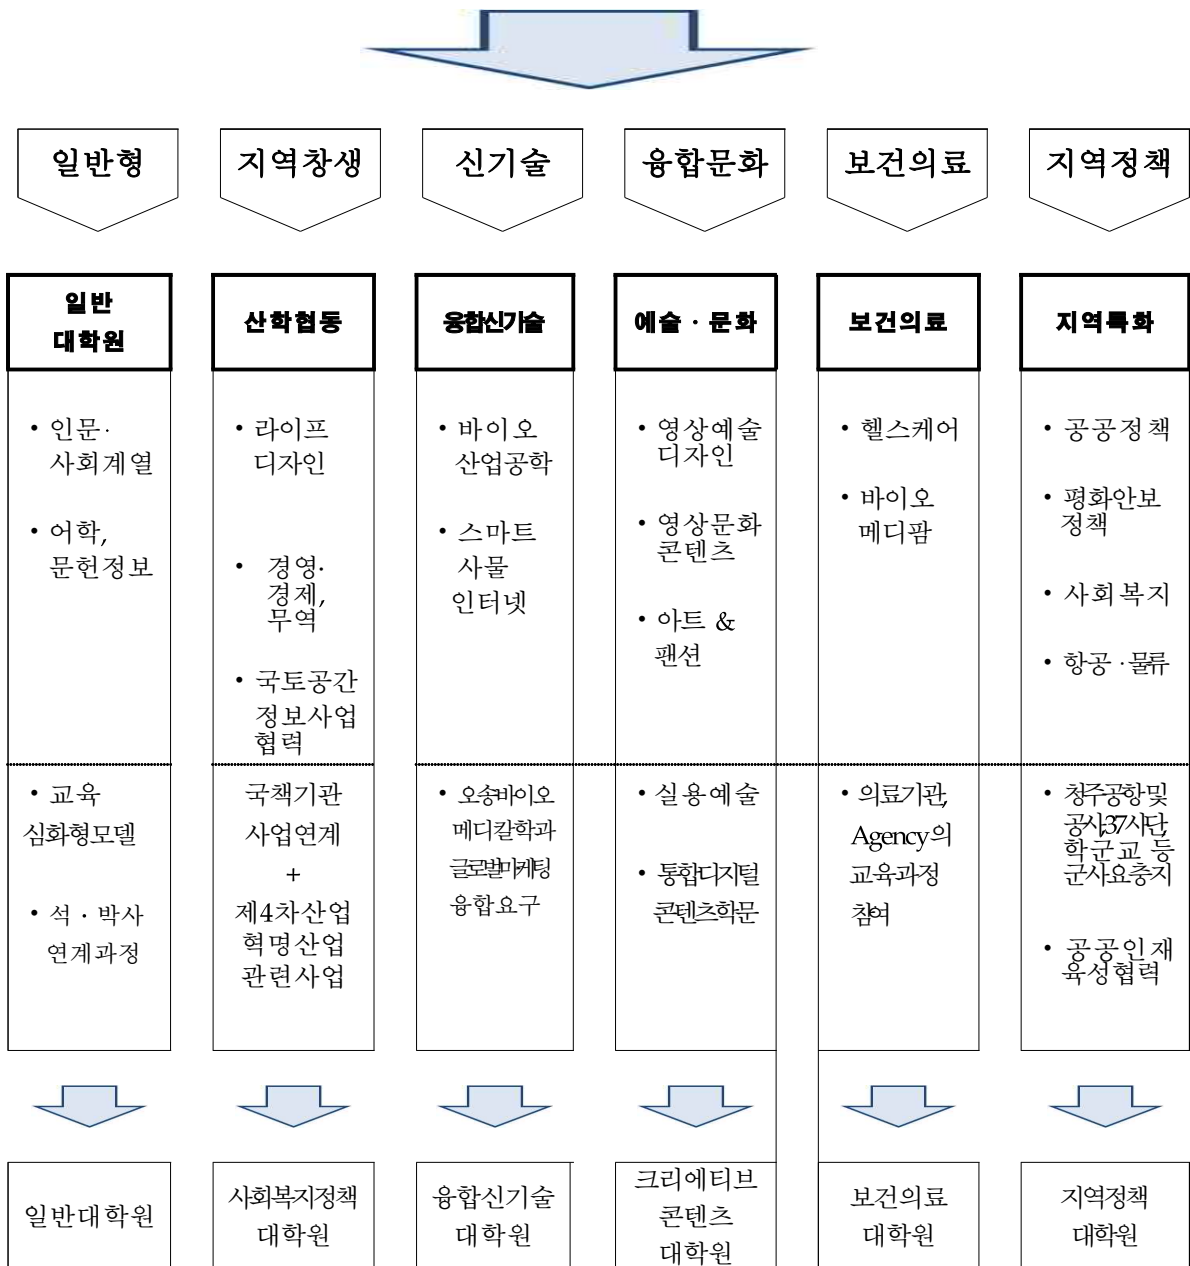 일반형
지역창생
신기술
융합문화
보건의료
지역정책
일반
대학원
산학협동
융합신기술
예술 · 문화
보건의료
지역특화
• 인문·
사회계열
• 어학,
문헌정보
• 라이프
디자인
• 경영·
경제,
무역
• 국토공간
정보사업
협력
• 바이오
산업공학
• 스마트
사물
인터넷
• 영상예술
디자인
• 영상문화
콘텐츠
• 아트 &
팬션
• 헬스케어
• 바이오
메디팜
• 공공정책
• 평화안보
정책
• 사회복지
• 항공 · 물류
• 교육
심화형모델
• 석 · 박사
연계과정
국책기관
사업연계
+
제4차산업
혁명산업
관련사업
• 오송바이오
메디칼학과
글로벌마케팅
융합요구
• 실용예술
• 통합디지털
콘텐츠학문
• 의료기관,
Agency의
교육과정
참여
• 청주공항및
공사,37사단,
학군교 등
군사요충지
• 공공인재
육성협력
일반대학원
사회복지정책
대학원
융합신기술
대학원
크리에티브
콘텐츠
대학원
보건의료
대학원
지역정책
대학원